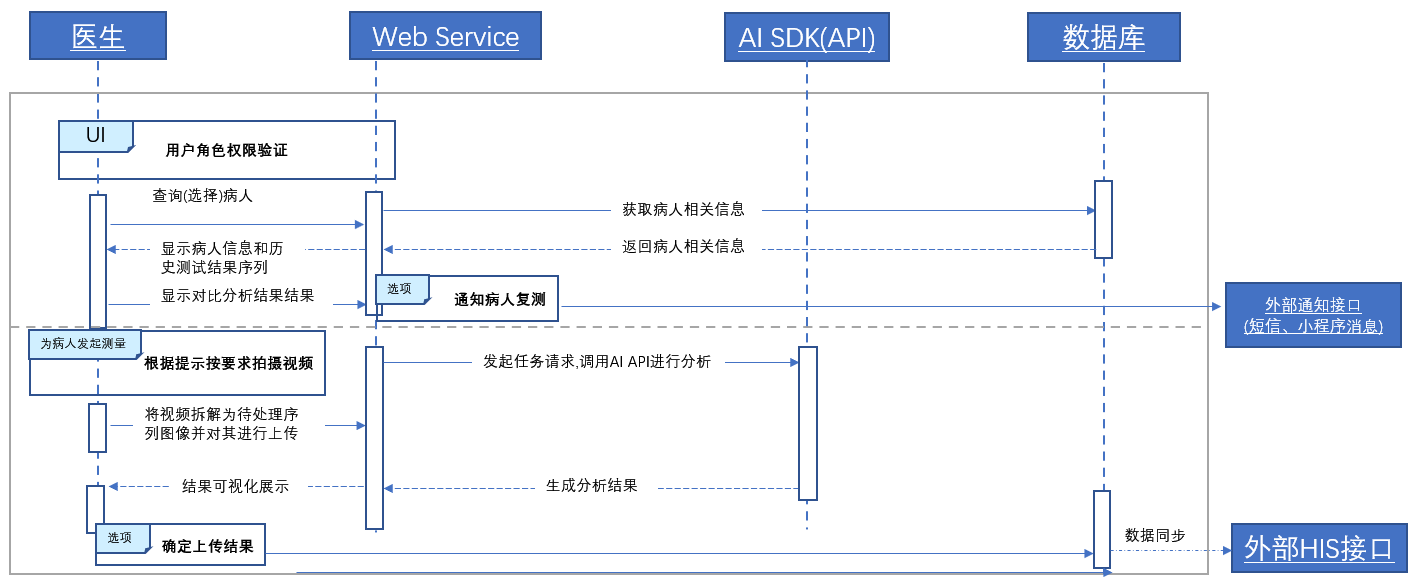 医生
Web Service
AI SDK(API)
数据库
UI
用户角色权限验证
查询(选择)病人
获取病人相关信息
返回病人相关信息
显示病人信息和历
史测试结果序列
显示对比分析结果结果
选项
通知病人复测
外部通知接口
(短信、小程序消息)
为病人发起测量
根据提示按要求拍摄视频
发起任务请求,调用AI API进行分析
将视频拆解为待处理序
列图像并对其进行上传
结果可视化展示
生成分析结果
选项
确定上传结果
数据同步
外部HIS接口